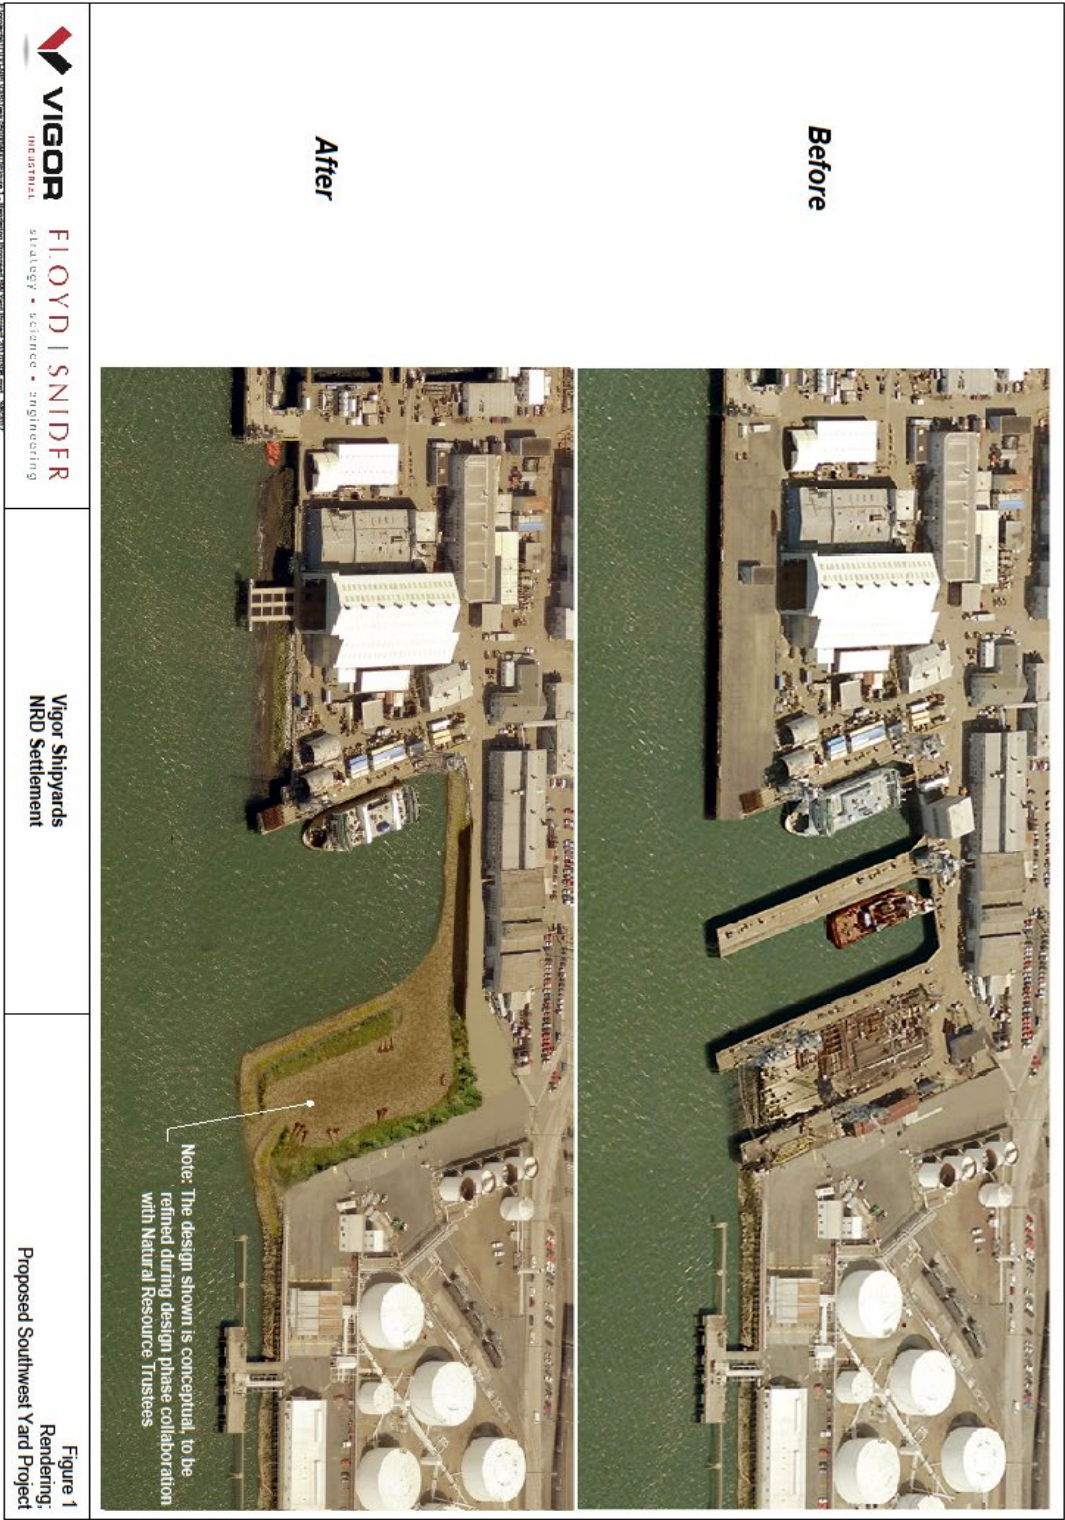 Before
After
Note: The design shown is conceptual, to be
refined during design phase collaboration
with Natural Resource Trustees
VIGOR
INDUSTRIAL
FLOYD | SNIDER
strategy • science • engineering
Vigor Shipyards
NRD Settlement
Figure 1
Rendering;
Proposed Southwest Yard Project